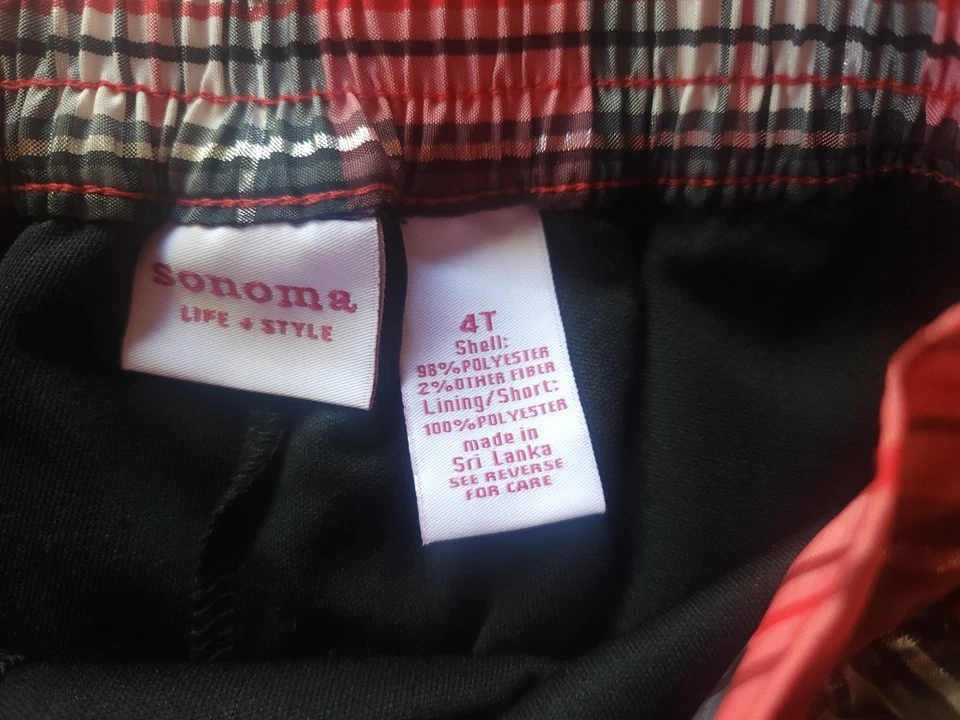 sonoma
LIFE + STYLE
4T
Shell:
98%POLYESTER
2%OTHER FIBER
Lining/Short:
100%POLYESTER
made in
Sri Lanka
SEE REVERSE
FOR CARE